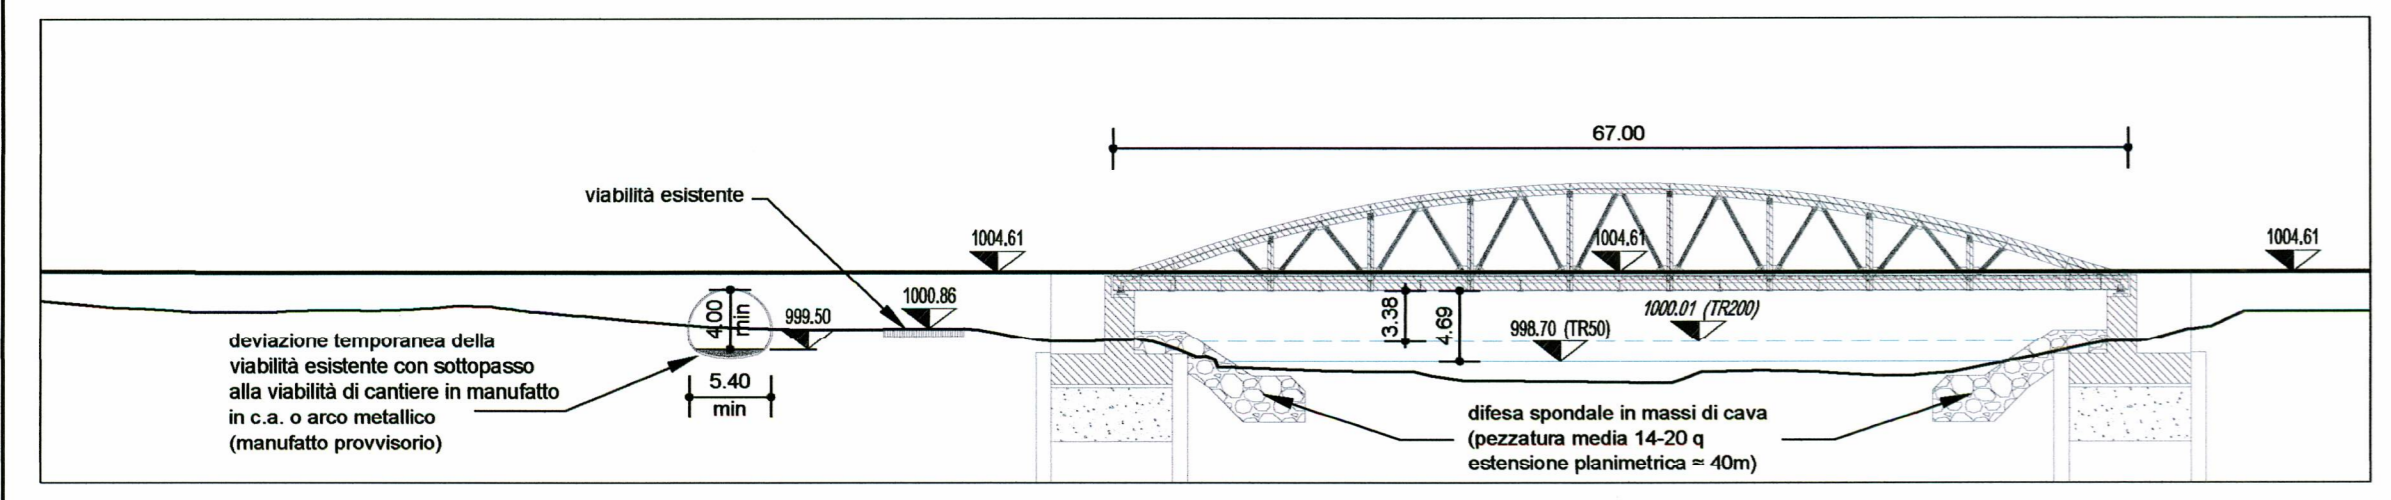 67.00
viabilità esistente
1004.61
1004.61
1004.61
4.00
min
999.50
1000.86
3.38
4.69
998.70 (TR50)
1000.01 (TR200)
deviazione temporanea della
viabilità esistente con sottopasso
alla viabilità di cantiere in manufatto
in c.a. o arco metallico
(manufatto provvisorio)
5.40
min
difesa spondale in massi di cava
(pezzatura media 14-20 q
estensione planimetrica ≃ 40m)